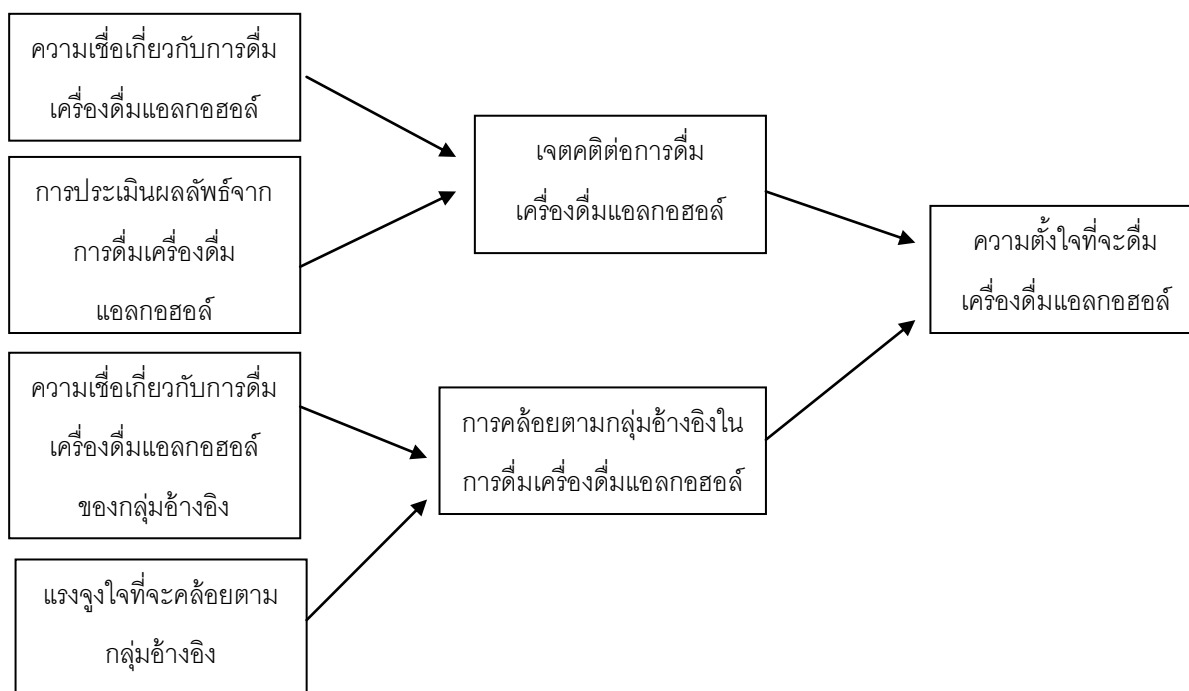 ความเชื่อเกี่ยวกับการดื่ม
เครื่องดื่มแอลกอฮอล์
การประเมินผลลัพธ์จาก
การดื่มเครื่องดื่ม
แอลกอฮอล์
ความเชื่อเกี่ยวกับการดื่ม
เครื่องดื่มแอลกอฮอล์
ของกลุ่มอ้างอิง
แรงจูงใจที่จะคล้อยตาม
กลุ่มอ้างอิง
เจตคติต่อการดื่ม
เครื่องดื่มแอลกอฮอล์
การคล้อยตามกลุ่มอ้างอิงใน
การดื่มเครื่องดื่มแอลกอฮอล์
ความตั้งใจที่จะดื่ม
เครื่องดื่มแอลกอฮอล์